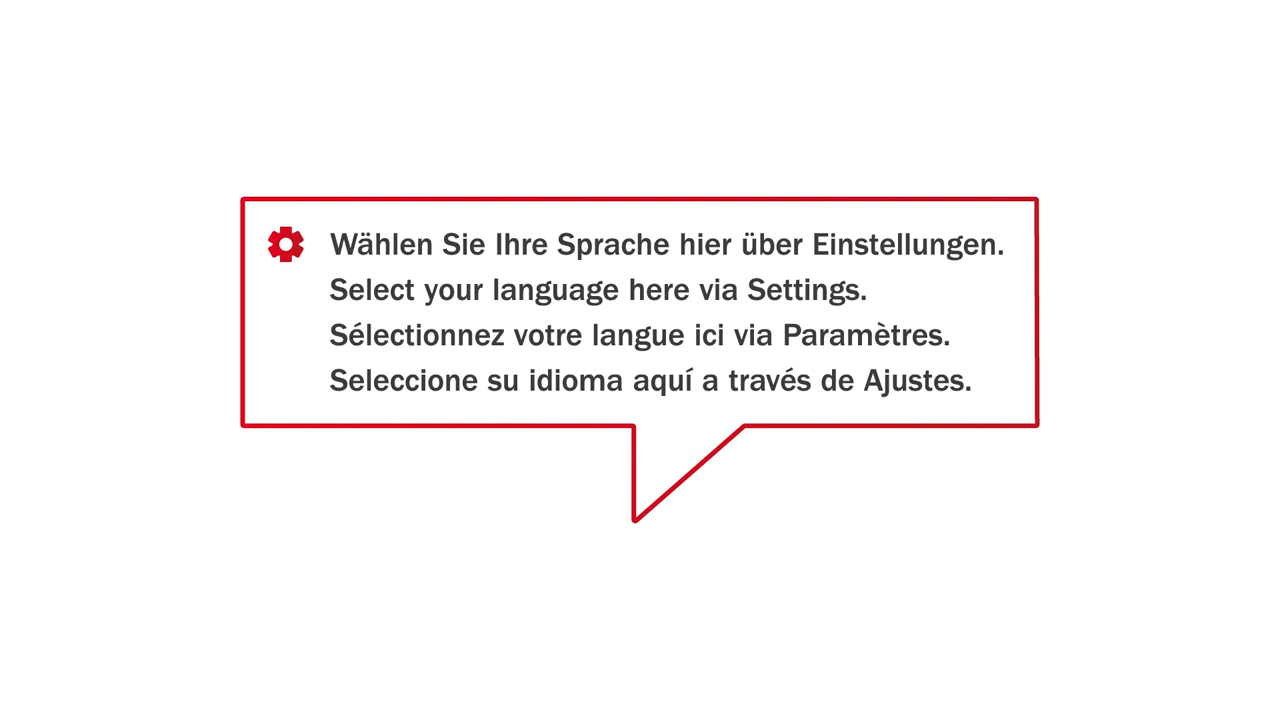 Wählen Sie Ihre Sprache hier über Einstellungen.
Select your language here via Settings.
Sélectionnez votre langue ici via Paramètres.
Seleccione su idioma aquí a través de Ajustes.